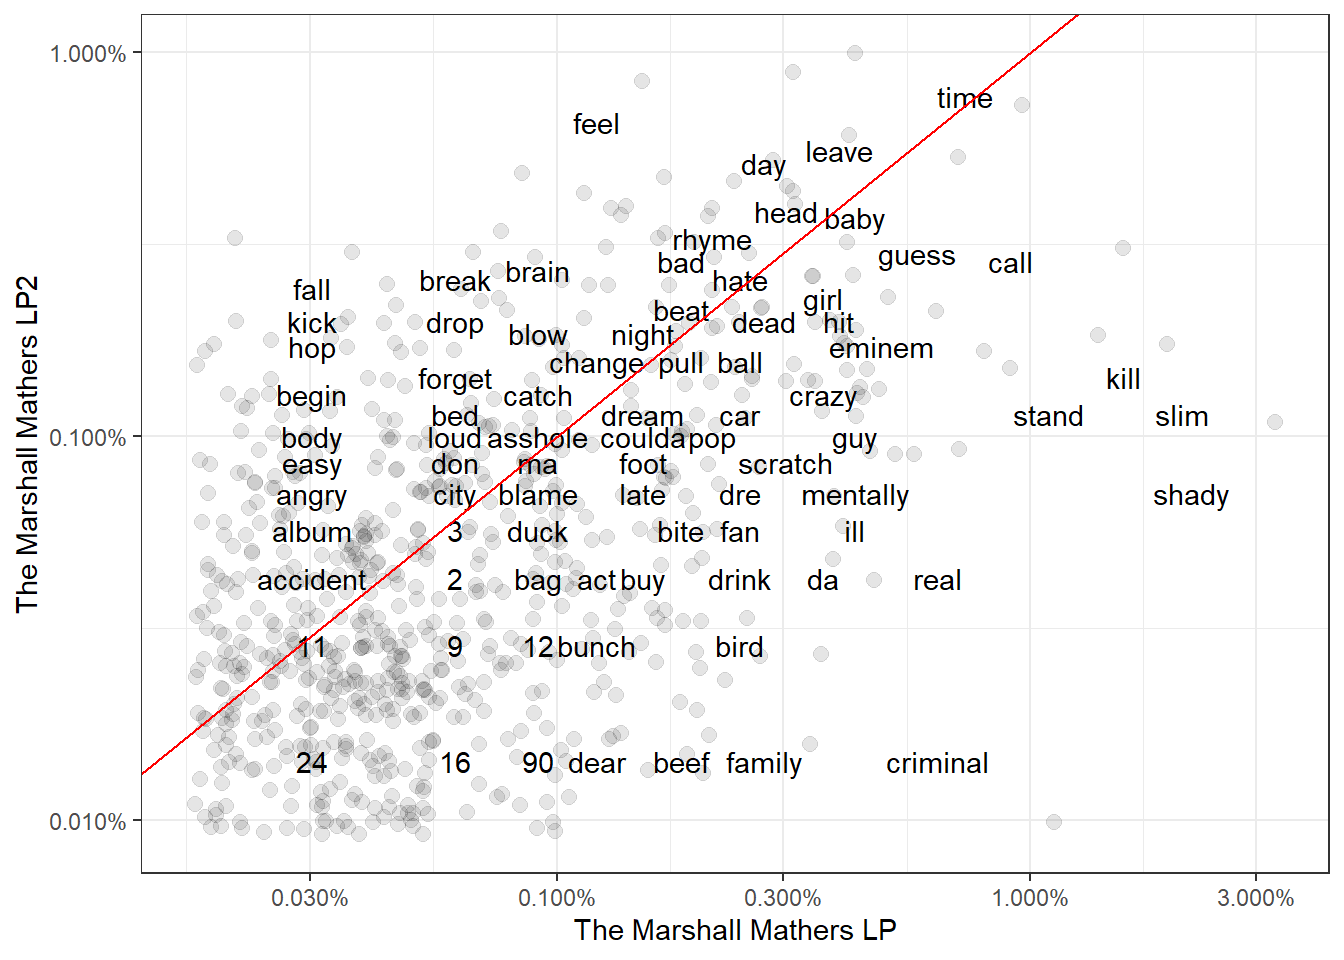 1.000%
time
feel
leave
day
head
baby
rhyme
guess
bad
call
brain
break
hate
fall
girl
beat
kick
drop
dead
hit
blow
night
hop
eminem
change
pull
ball
forget
kill
begin
catch
crazy
bed
dream
car
stand
slim
0.100%
body
loud
asshole
coulda
pop
guy
easy
don
ma
foot
scratch
angry
city
blame
late
dre
mentally
shady
album
3
duck
bite
fan
ill
accident
2
bag
act
buy
drink
da
real
11
9
12
bunch
bird
24
16
90
dear
beef
family
criminal
0.010%
The Marshall Mathers LP2
0.030%
0.100%
0.300%
1.000%
3.000%
The Marshall Mathers LP